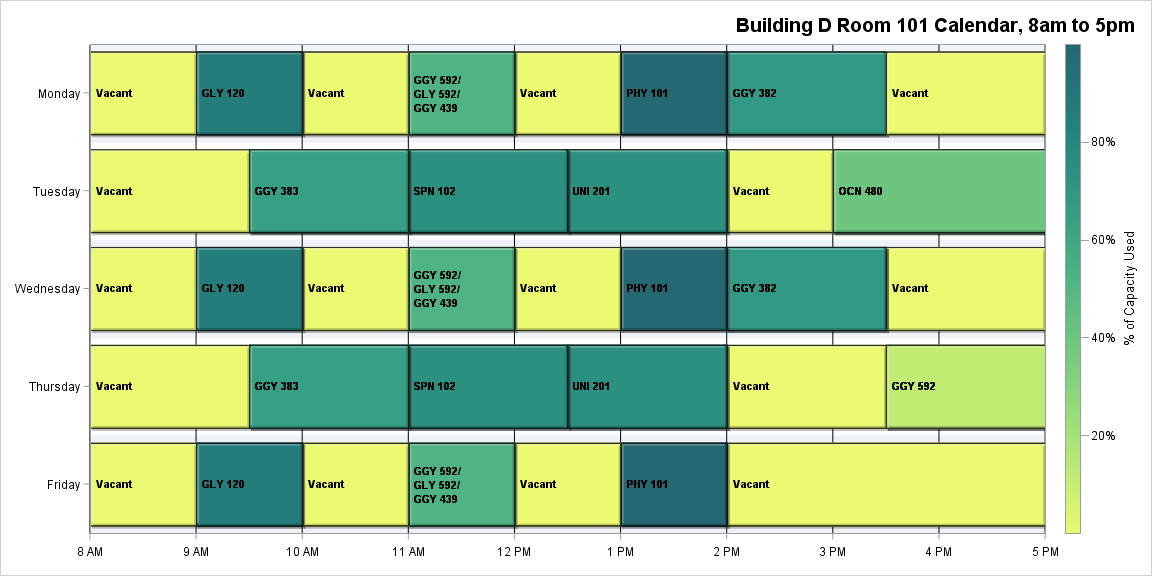 Building D Room 101 Calendar, 8am to 5pm
Monday
Vacant
GLY 120
Vacant
GGY 592/
GLY 592/
GGY 439
Vacant
PHY 101
GGY 382
Vacant
Tuesday
Vacant
GGY 383
SPN 102
UNI 201
Vacant
OCN 480
Wednesday
Vacant
GLY 120
Vacant
GGY 592/
GLY 592/
GGY 439
Vacant
PHY 101
GGY 382
Vacant
Thursday
Vacant
GGY 383
SPN 102
UNI 201
Vacant
GGY 592
Friday
Vacant
GLY 120
Vacant
GGY 592/
GLY 592/
GGY 439
Vacant
PHY 101
Vacant
8 AM
9 AM
10 AM
11 AM
12 PM
1 PM
2 PM
3 PM
4 PM
5 PM
80%
60%
40%
20%
% of Capacity Used